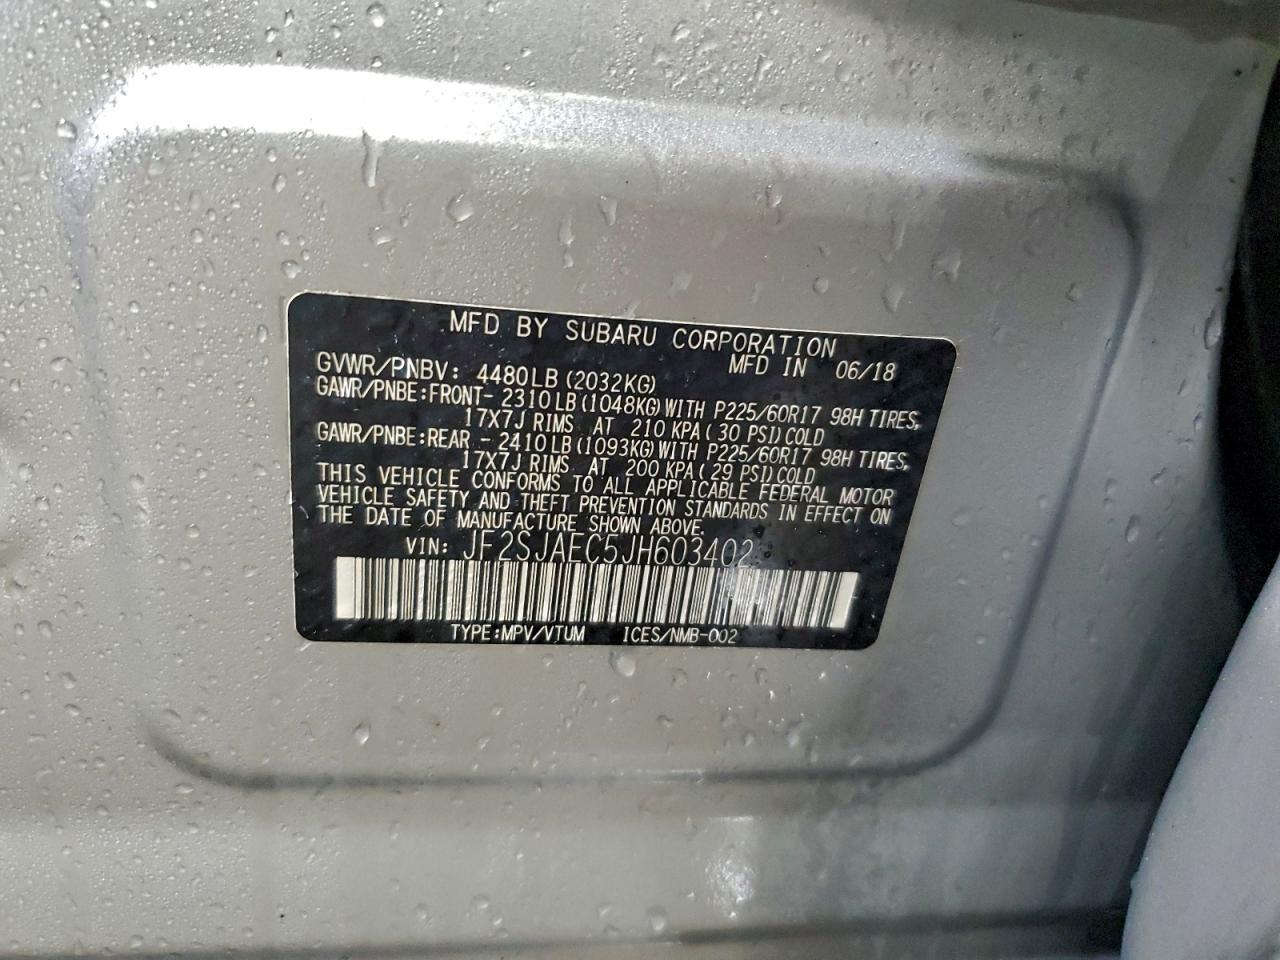 MFD BY SUBARU CORPORATION
MFD IN 06/18
GVWR/PNBV: 4480LB (2032KG)
GAWR/PNBE:FRONT- 2310LB(1048KG)WITH P225/60R17 98H TIRES,
17X7J RIMS AT 210 KPA( 30 PSI)COLD
GAWR/PNBE:REAR - 2410LB(1093KG)WITH P225/60R17 98H TIRES,
17X7J RIMS AT 200 KPA( 29 PSI)COLD
THIS VEHICLE CONFORMS TO ALL APPLICABLE FEDERAL MOTOR
VEHICLE SAFETY AND THEFT PREVENTION STANDARDS IN EFFECT ON
THE DATE OF MANUFACTURE SHOWN ABOVE.
VIN: JF2SJAEC5JH603402
TYPE:MPV/VTUM ICES/NMB-002